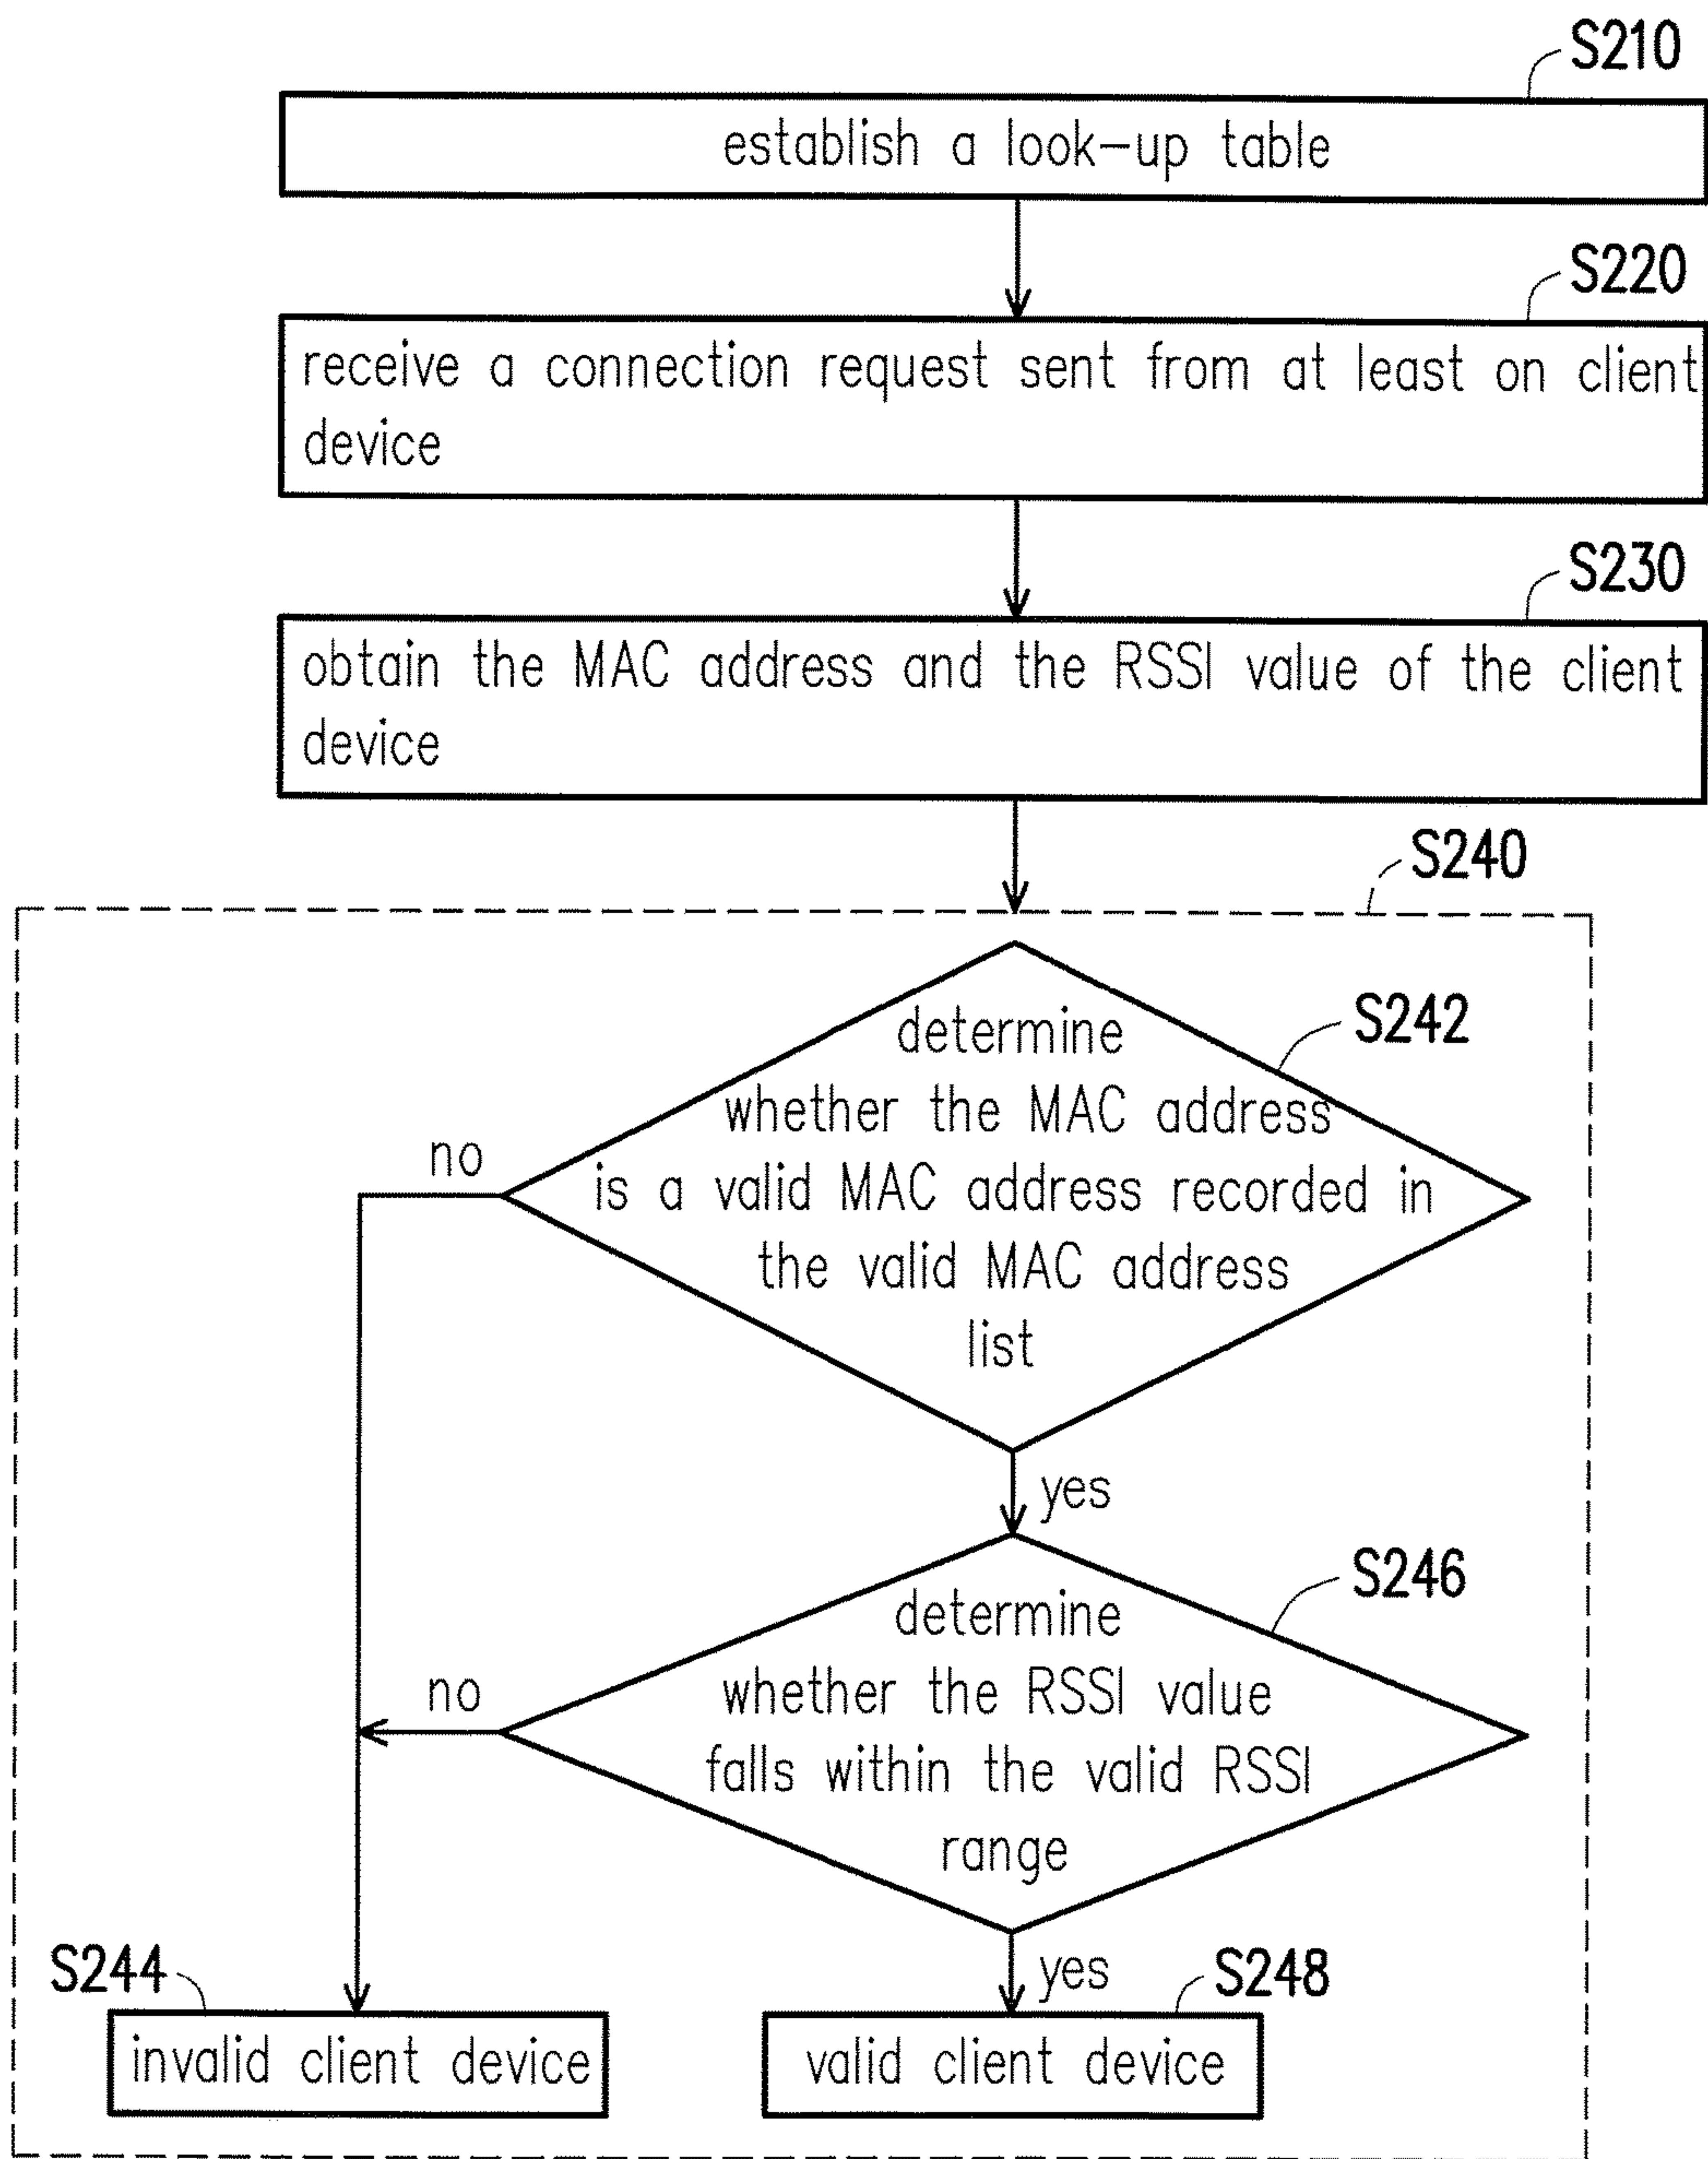 S210
establish a look-up table
S220
receive a connection request sent from at least on client
device
S230
obtain the MAC address and the RSSI value of the client
device
S240
S242
determine
whether the MAC address
is a valid MAC address recorded in
the valid MAC address
list
no
yes
S246
determine
whether the RSSI value
falls within the valid RSSI
range
no
yes
S244
invalid client device
S248
valid client device